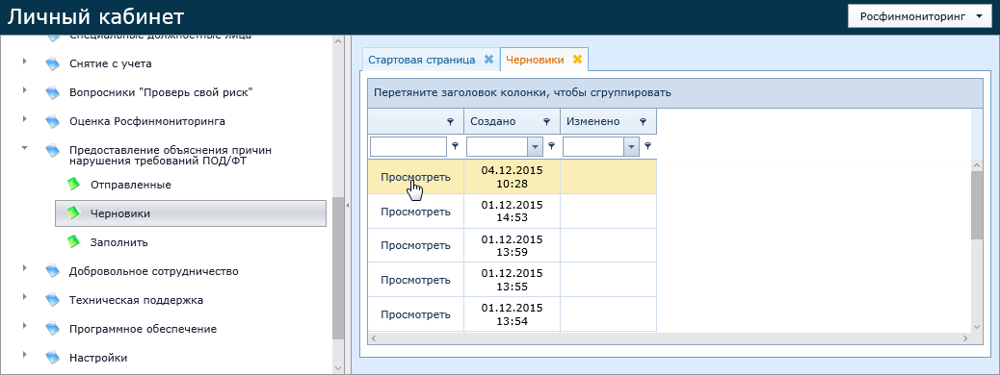 Личный кабинет
Росфинмониторинг
Специальные должностные лица
Снятие с учета
Вопросники "Проверь свой риск"
Оценка Росфинмониторинга
Предоставление объяснения причин
нарушения требований ПОД/ФТ
Отправленные
Черновики
Заполнить
Добровольное сотрудничество
Техническая поддержка
Программное обеспечение
Настройки
Стартовая страница
Черновики
Перетяните заголовок колонки, чтобы сгруппировать
Создано
Изменено
Просмотреть
04.12.2015
10:28
Просмотреть
01.12.2015
14:53
Просмотреть
01.12.2015
13:59
Просмотреть
01.12.2015
13:55
Просмотреть
01.12.2015
13:54